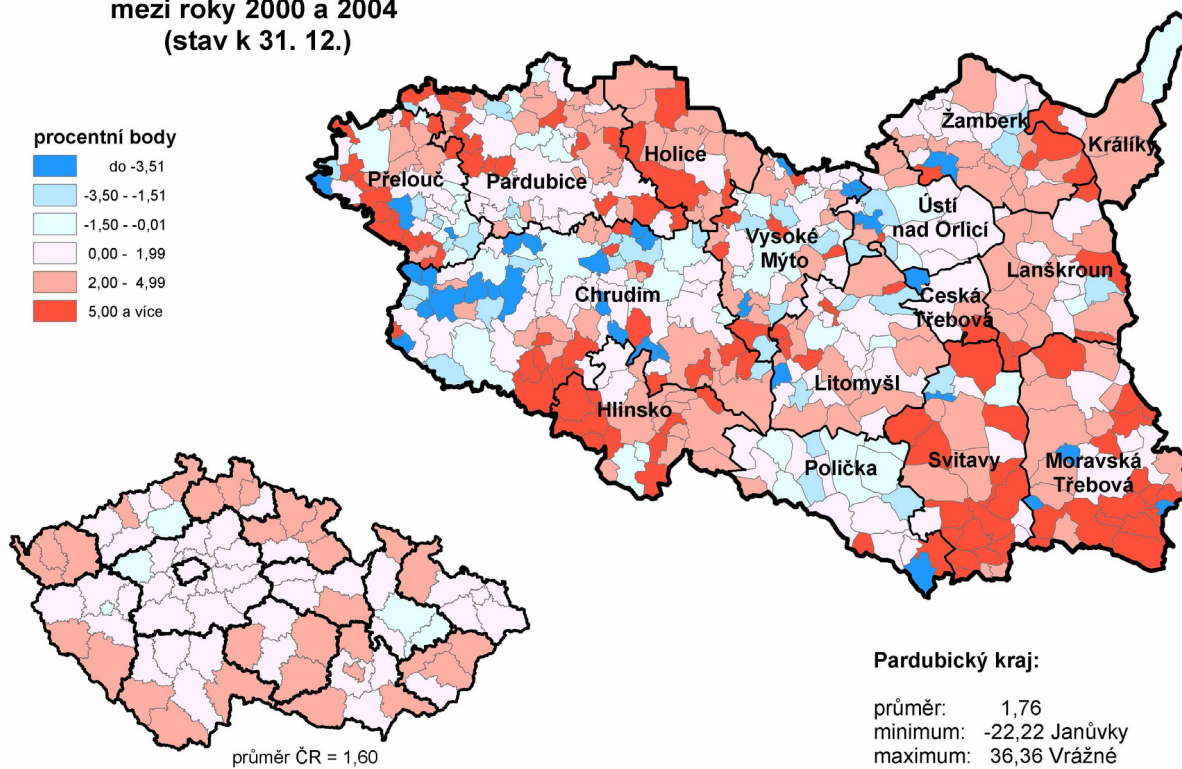 mezi roky 2000 a 2004
(stav k 31. 12.)
procentní body
do -3,51
-3,50 - -1,51
-1,50 - -0,01
0,00 - 1,99
2,00 - 4,99
5,00 a více
Žamberk
Králíky
Holice
Přelouč
Pardubice
Ústí
nad Orlicí
Vysoké
Mýto
Lanškroun
Chrudim
Česká
Třebová
Litomyšl
Hlinsko
Polička
Svitavy
Moravská
Třebová
průměr ČR = 1,60
Pardubický kraj:
průměr: 1,76
minimum: -22,22 Janůvky
maximum: 36,36 Vrážné